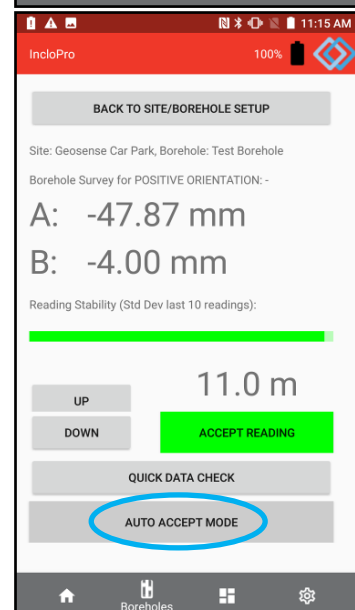 11:15 AM
IncloPro 100%
BACK TO SITE/BOREHOLE SETUP
Site: Geosense Car Park, Borehole: Test Borehole
Borehole Survey for POSITIVE ORIENTATION: -
A: -47.87 mm
B: -4.00 mm
Reading Stability (Std Dev last 10 readings):
11.0 m
UP
DOWN ACCEPT READING
QUICK DATA CHECK
AUTO ACCEPT MODE
Boreholes